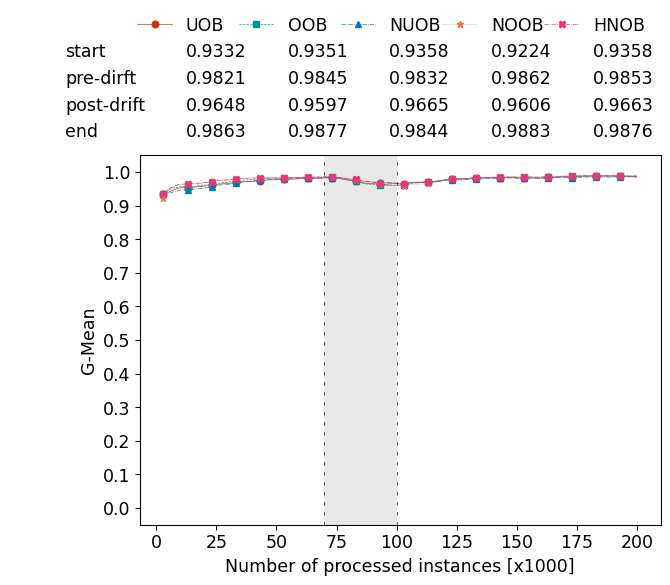 UOB OOB NUOB NOOB HNOB
start 0.9332 0.9351 0.9358 0.9224 0.9358
pre-dirft 0.9821 0.9845 0.9832 0.9862 0.9853
post-drift 0.9648 0.9597 0.9665 0.9606 0.9663
end 0.9863 0.9877 0.9844 0.9883 0.9876
1.0
0.9
0.8
0.7
0.6
0.5
0.4
0.3
0.2
0.1
0.0
G-Mean
0 25 50 75 100 125 150 175 200
Number of processed instances [x1000]